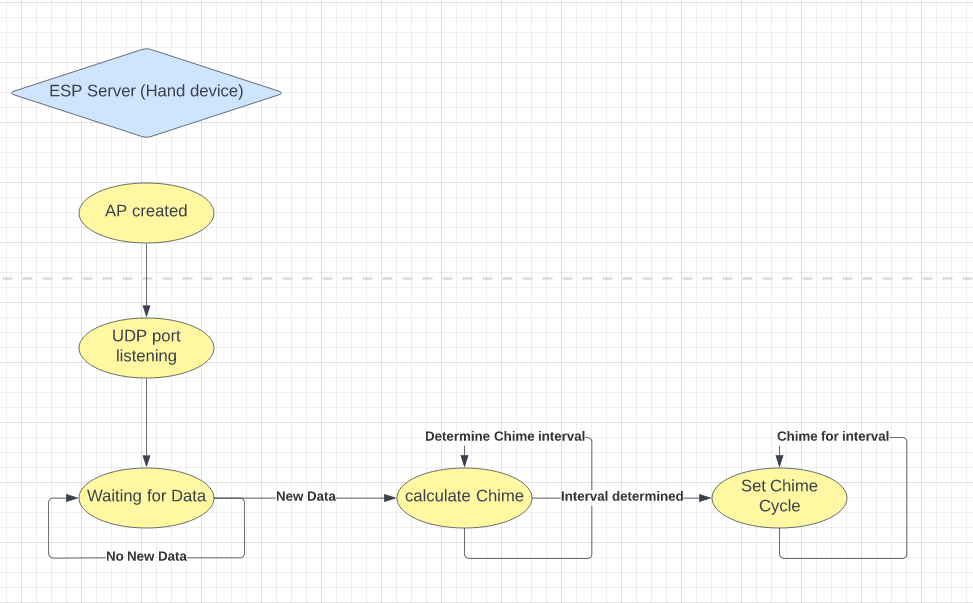 ESP Server (Hand device)
AP created
UDP port
listening
Determine Chime interval
Chime for interval
Waiting for Data
New Data
calculate Chime
Interval determined
Set Chime
Cycle
No New Data